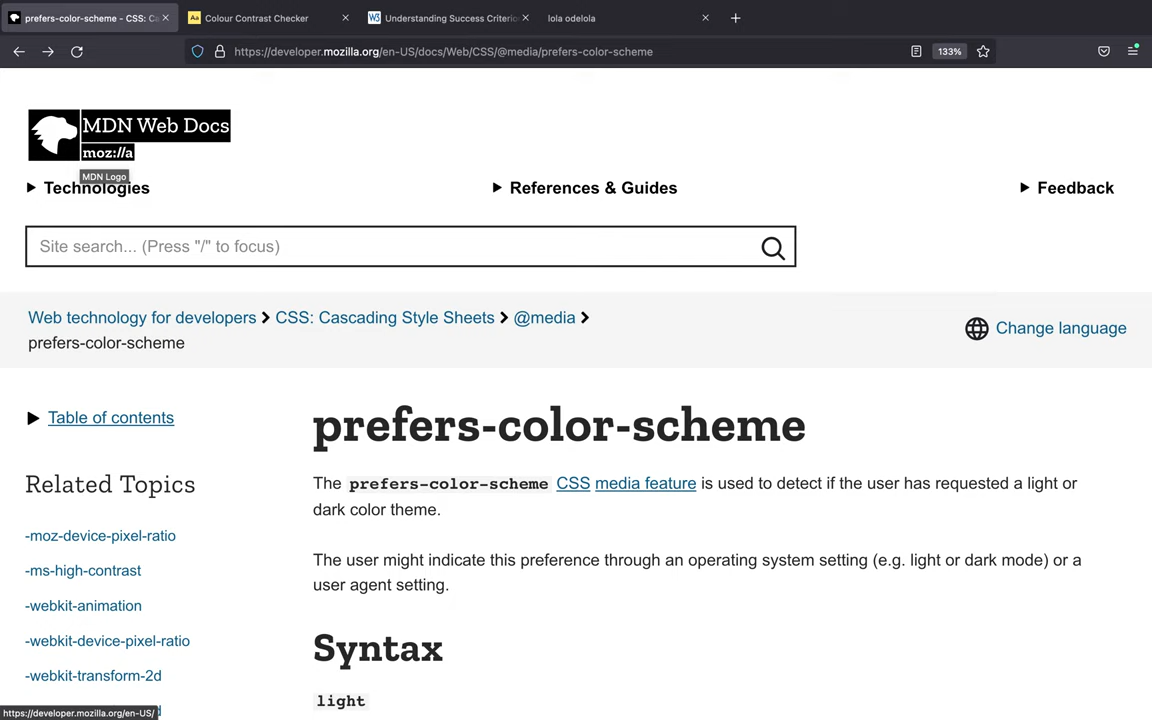 prefers-color-scheme - CSS: Ca
Colour Contrast Checker
Understanding Success Criterio
lola odelola
https://developer.mozilla.org/en-US/docs/Web/CSS/@media/prefers-color-scheme
133%
MDN Web Docs
moz://a
MDN Logo
Technologies
References & Guides
Feedback
Site search... (Press "/" to focus)
Web technology for developers
CSS: Cascading Style Sheets
@media
prefers-color-scheme
Change language
Table of contents
Related Topics
-moz-device-pixel-ratio
-ms-high-contrast
-webkit-animation
-webkit-device-pixel-ratio
-webkit-transform-2d
prefers-color-scheme
The prefers-color-scheme CSS media feature is used to detect if the user has requested a light or
dark color theme.
The user might indicate this preference through an operating system setting (e.g. light or dark mode) or a
user agent setting.
Syntax
light
https://developer.mozilla.org/en-US/